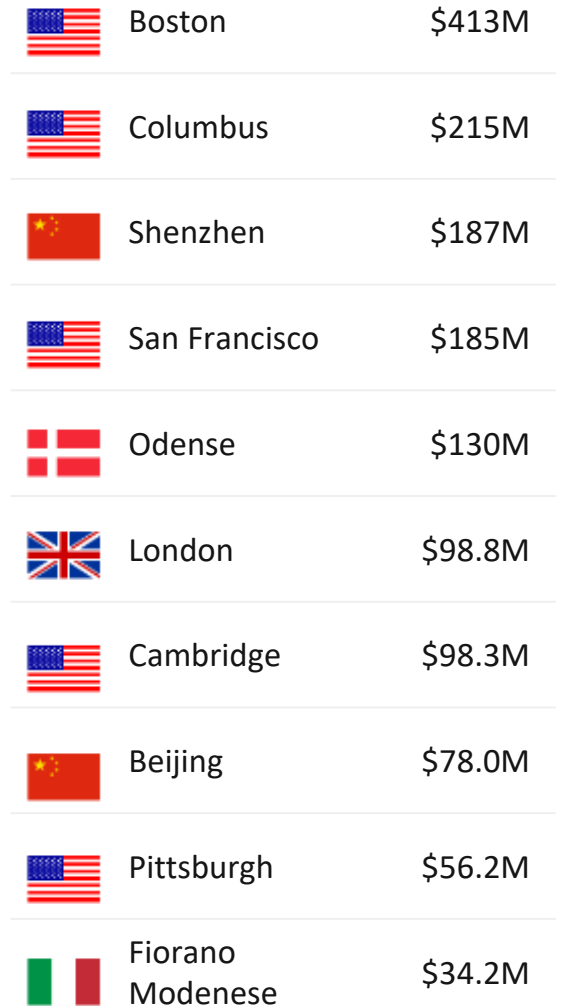 Boston $413M
Columbus $215M
Shenzhen $187M
San Francisco $185M
Odense $130M
London $98.8M
Cambridge $98.3M
Beijing $78.0M
Pittsburgh $56.2M
Fiorano
Modenese $34.2M